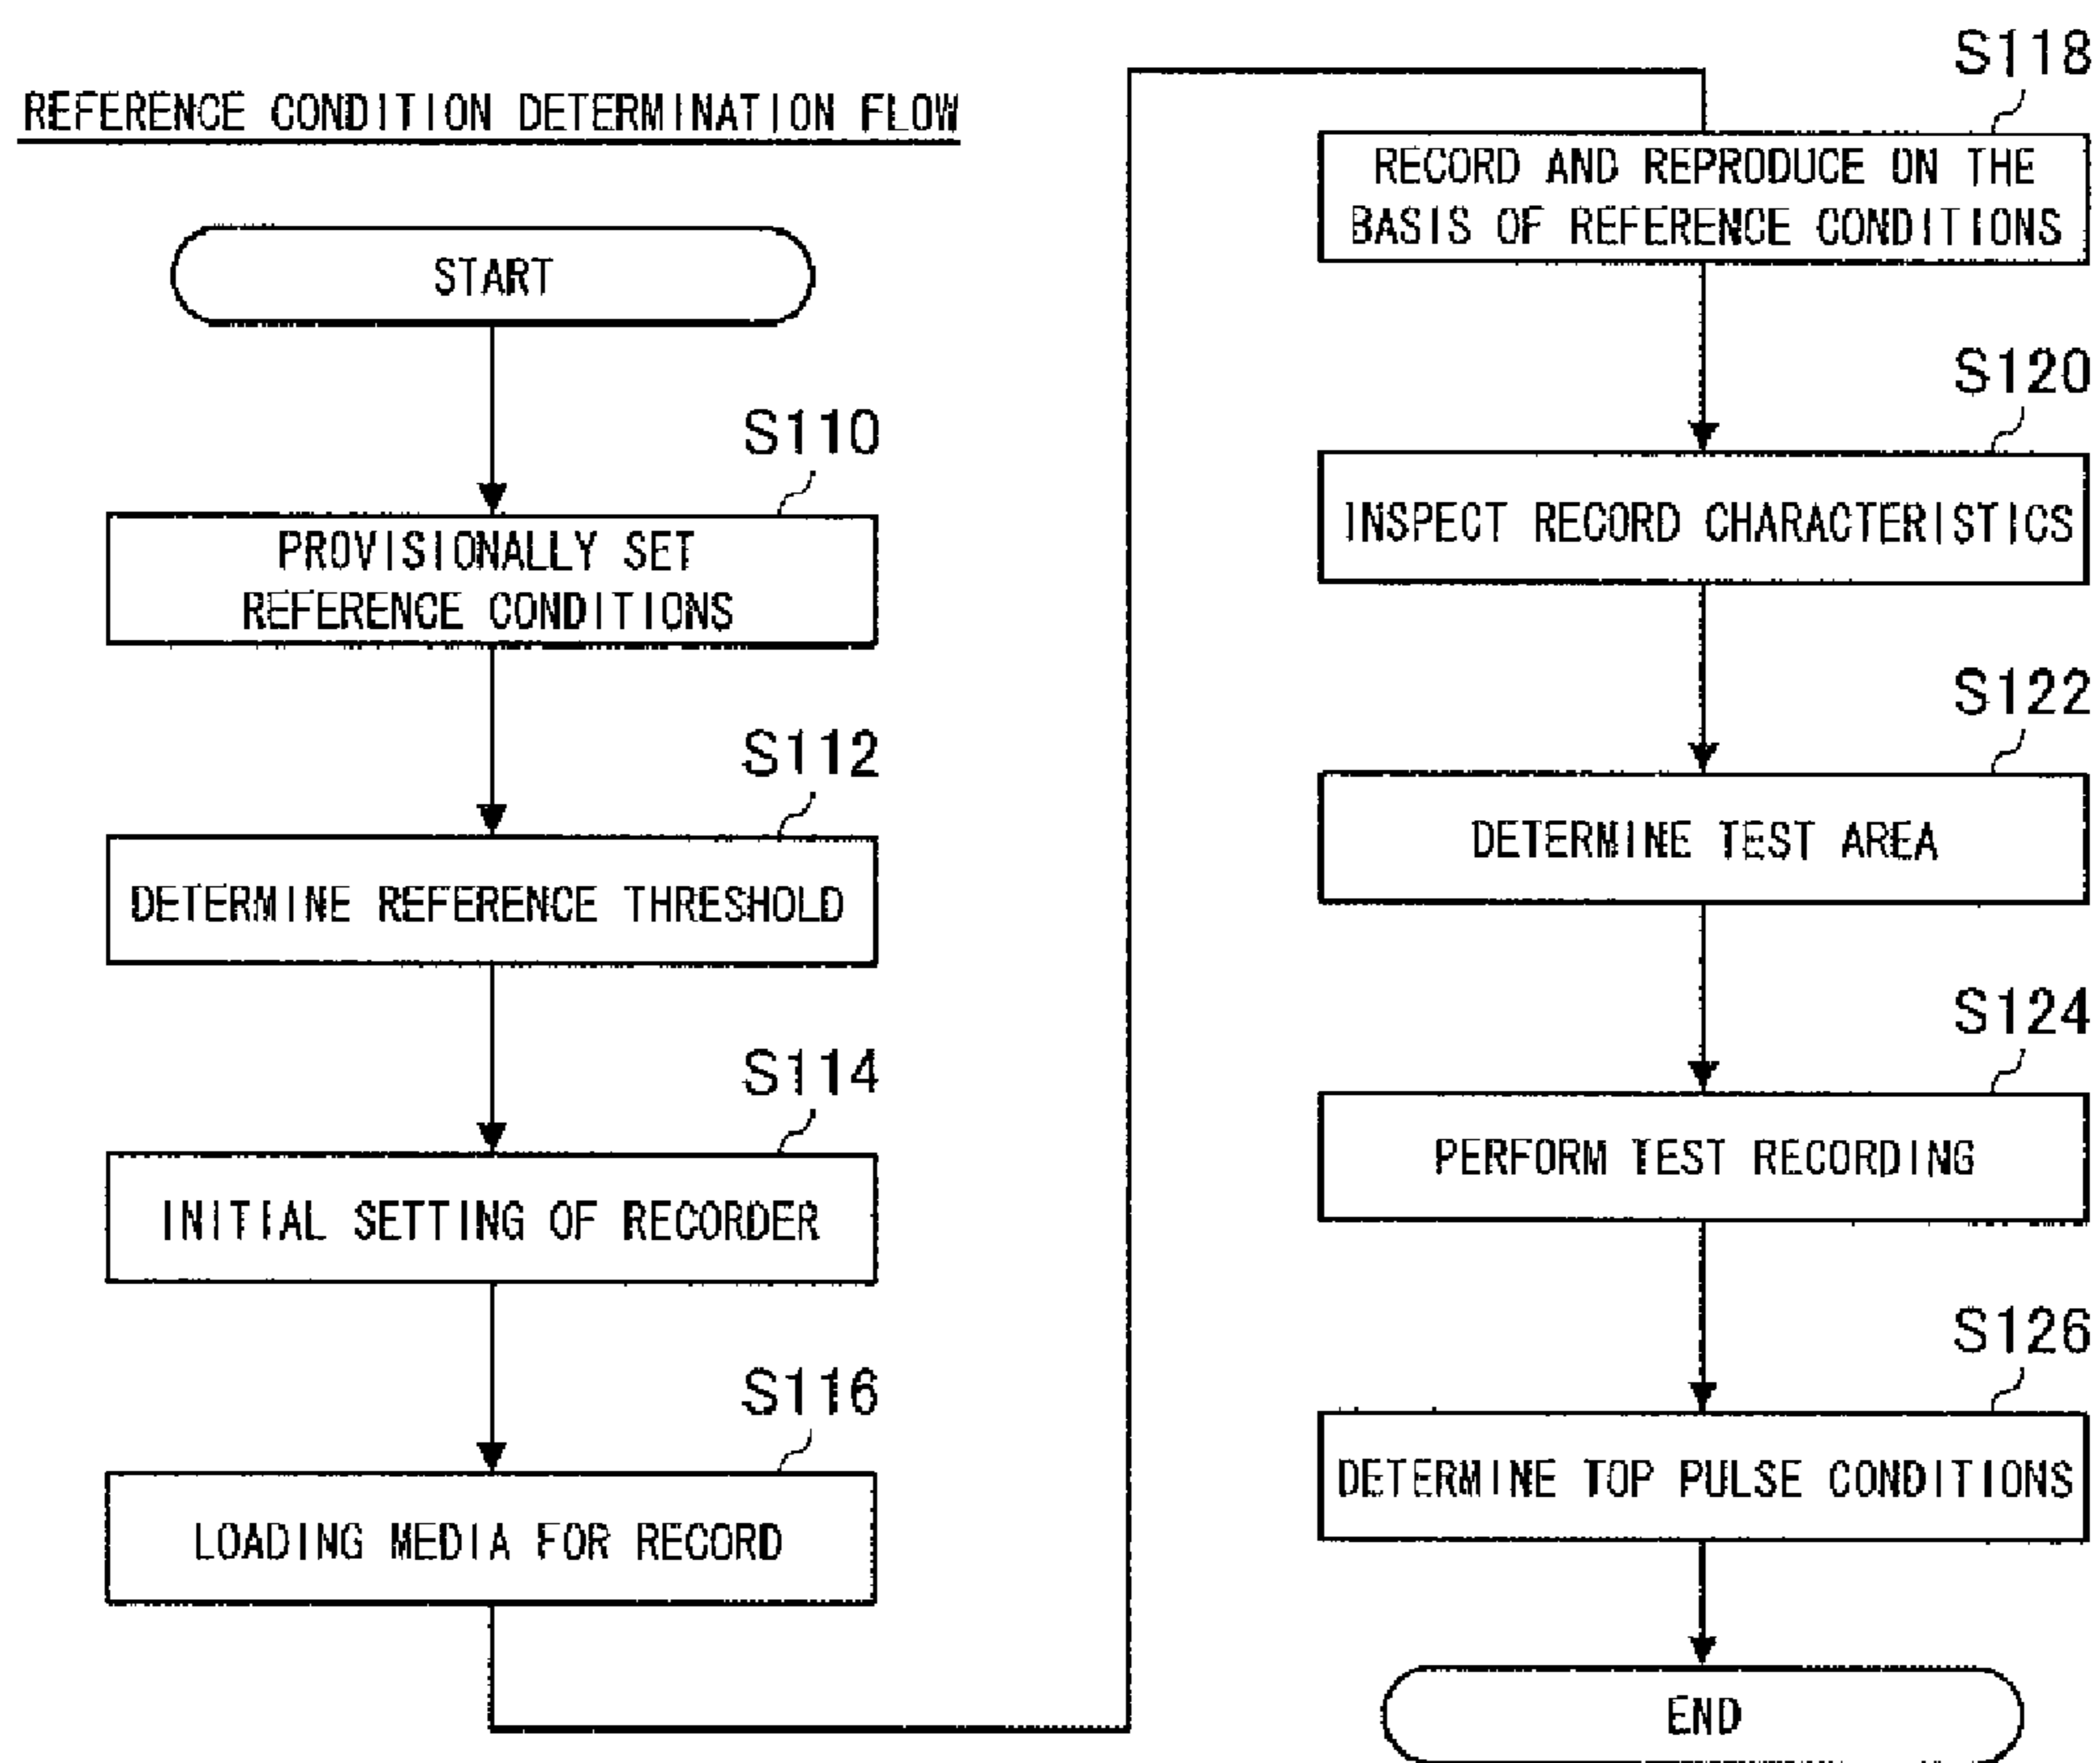 REFERENCE CONDITION DETERMINATION FLOW
START
S110
PROVISIONALLY SET
REFERENCE CONDITIONS
S112
DETERMINE REFERENCE THRESHOLD
S114
INITIAL SETTING OF RECORDER
S116
LOADING MEDIA FOR RECORD
S118
RECORD AND REPRODUCE ON THE
BASIS OF REFERENCE CONDITIONS
S120
INSPECT RECORD CHARACTERISTICS
S122
DETERMINE TEST AREA
S124
PERFORM TEST RECORDING
S126
DETERMINE TOP PULSE CONDITIONS
END